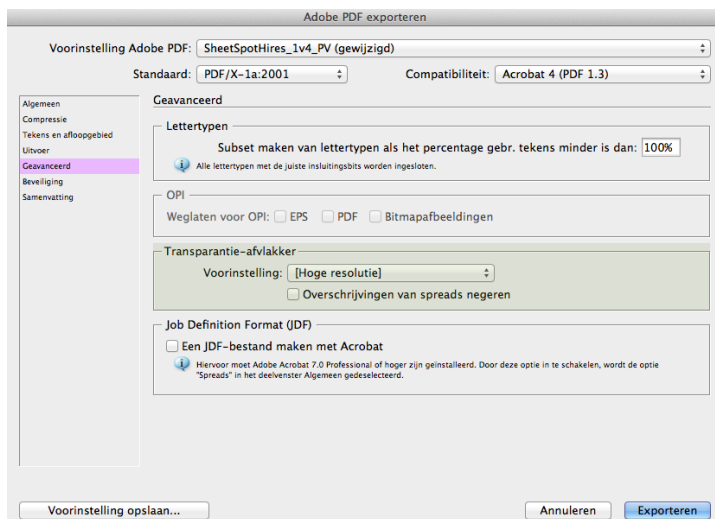 Adobe PDF exporteren
Voorinstelling Adobe PDF: SheetSpotHires_1v4_PV (gewijzigd)
Standaard: PDF/X-1a:2001 Compatibiliteit: Acrobat 4 (PDF 1.3)
Algemeen
Compressie
Tekens en afloopgebied
Uitvoer
Geavanceerd
Beveiliging
Samenvatting
Geavanceerd
Lettertypen
Subset maken van lettertypen als het percentage gebr. tekens minder is dan: 100%
Alle lettertypen met de juiste insluitingsbits worden ingesloten.
OPI
Weglaten voor OPI: EPS PDF Bitmapafbeeldingen
Transparantie-afvlakker
Voorinstelling: [Hoge resolutie]
Overschrijvingen van spreads negeren
Job Definition Format (JDF)
Een JDF-bestand maken met Acrobat
Hiervoor moet Adobe Acrobat 7.0 Professional of hoger zijn geïnstalleerd. Door deze optie in te schakelen, wordt de optie
"Spreads" in het deelvenster Algemeen gedeselecteerd.
Voorinstelling opslaan... Annuleren Exporteren